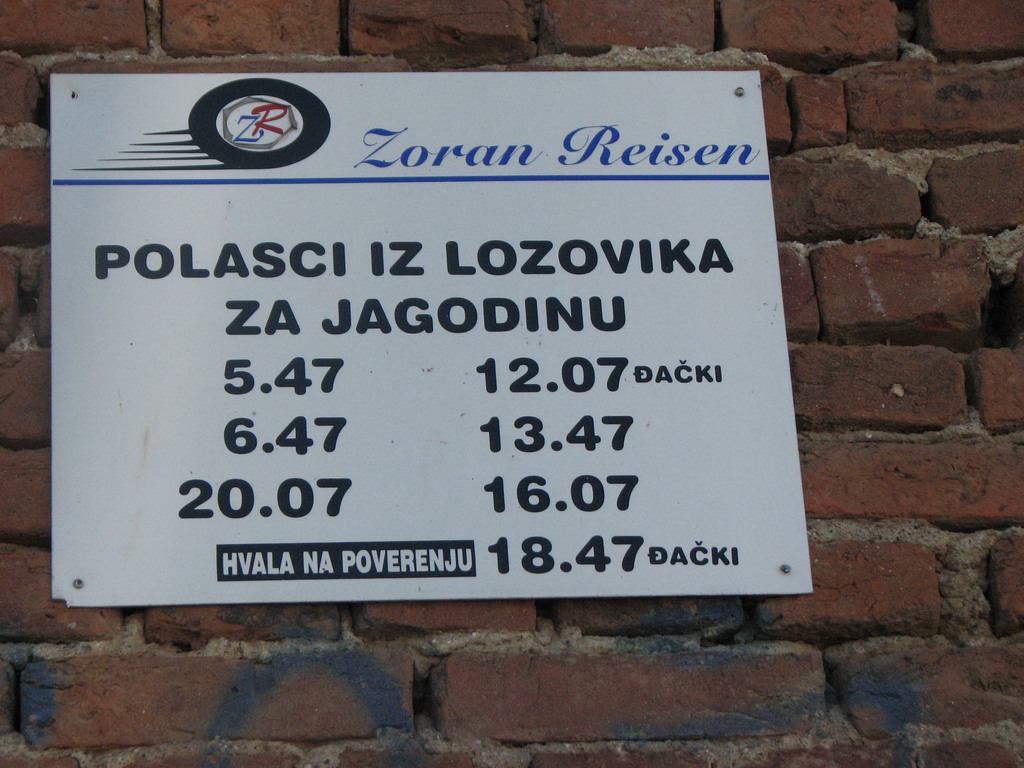 ZR
Zoran Reisen
POLASCI IZ LOZOVIKA
ZA JAGODINU
5.47 12.07 ĐAČKI
6.47 13.47
20.07 16.07
HVALA NA POVERENJU 18.47 ĐAČKI